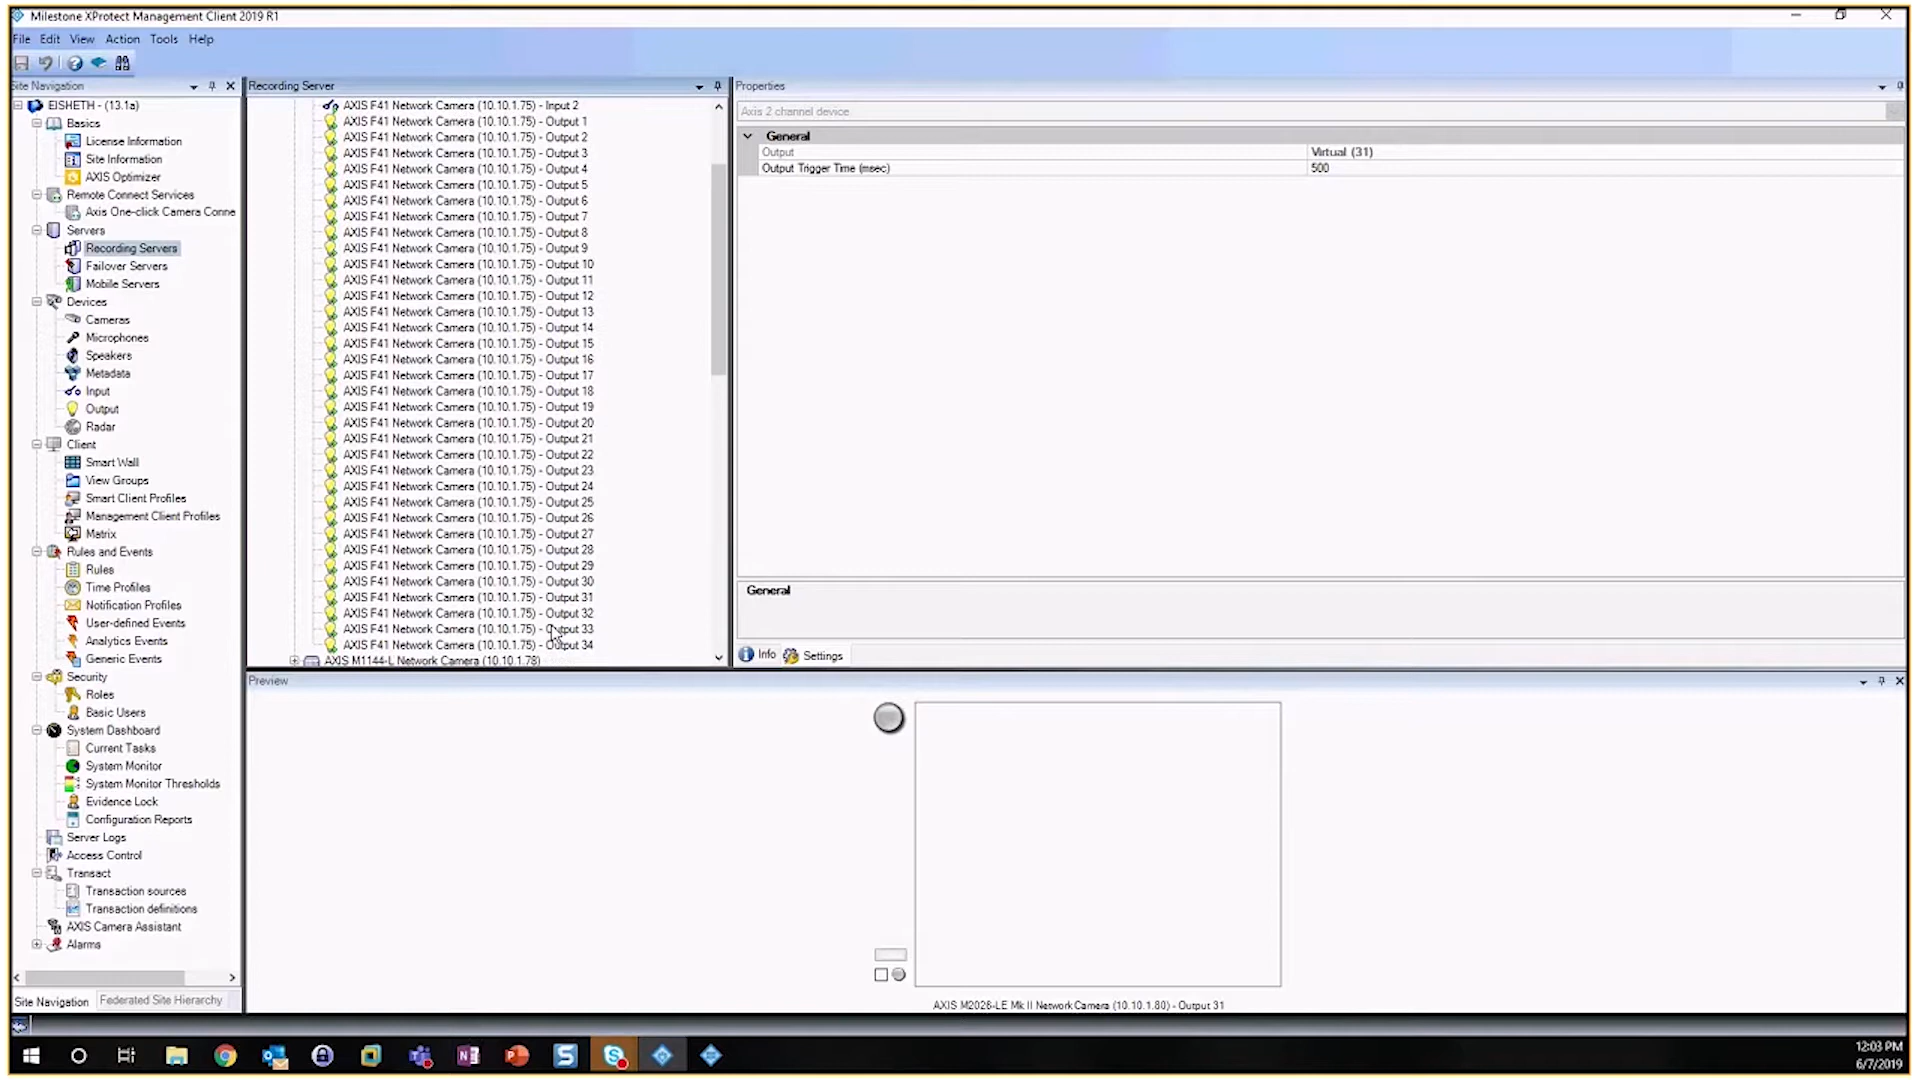 Milestone XProtect Management Client 2019 R1
File Edit View Action Tools Help
Site Navigation
EISHETH - (13.1a)
Basics
License Information
Site Information
AXIS Optimizer
Remote Connect Services
Axis One-click Camera Conne
Servers
Recording Servers
Failover Servers
Mobile Servers
Devices
Cameras
Microphones
Speakers
Metadata
Input
Output
Radar
Client
Smart Wall
View Groups
Smart Client Profiles
Management Client Profiles
Matrix
Rules and Events
Rules
Time Profiles
Notification Profiles
User-defined Events
Analytics Events
Generic Events
Security
Roles
Basic Users
System Dashboard
Current Tasks
System Monitor
System Monitor Thresholds
Evidence Lock
Configuration Reports
Server Logs
Access Control
Transact
Transaction sources
Transaction definitions
AXIS Camera Assistant
Alarms
Site Navigation Federated Site Hierarchy
Recording Server
AXIS F41 Network Camera (10.10.1.75) - Input 2
AXIS F41 Network Camera (10.10.1.75) - Output 1
AXIS F41 Network Camera (10.10.1.75) - Output 2
AXIS F41 Network Camera (10.10.1.75) - Output 3
AXIS F41 Network Camera (10.10.1.75) - Output 4
AXIS F41 Network Camera (10.10.1.75) - Output 5
AXIS F41 Network Camera (10.10.1.75) - Output 6
AXIS F41 Network Camera (10.10.1.75) - Output 7
AXIS F41 Network Camera (10.10.1.75) - Output 8
AXIS F41 Network Camera (10.10.1.75) - Output 9
AXIS F41 Network Camera (10.10.1.75) - Output 10
AXIS F41 Network Camera (10.10.1.75) - Output 11
AXIS F41 Network Camera (10.10.1.75) - Output 12
AXIS F41 Network Camera (10.10.1.75) - Output 13
AXIS F41 Network Camera (10.10.1.75) - Output 14
AXIS F41 Network Camera (10.10.1.75) - Output 15
AXIS F41 Network Camera (10.10.1.75) - Output 16
AXIS F41 Network Camera (10.10.1.75) - Output 17
AXIS F41 Network Camera (10.10.1.75) - Output 18
AXIS F41 Network Camera (10.10.1.75) - Output 19
AXIS F41 Network Camera (10.10.1.75) - Output 20
AXIS F41 Network Camera (10.10.1.75) - Output 21
AXIS F41 Network Camera (10.10.1.75) - Output 22
AXIS F41 Network Camera (10.10.1.75) - Output 23
AXIS F41 Network Camera (10.10.1.75) - Output 24
AXIS F41 Network Camera (10.10.1.75) - Output 25
AXIS F41 Network Camera (10.10.1.75) - Output 26
AXIS F41 Network Camera (10.10.1.75) - Output 27
AXIS F41 Network Camera (10.10.1.75) - Output 28
AXIS F41 Network Camera (10.10.1.75) - Output 29
AXIS F41 Network Camera (10.10.1.75) - Output 30
AXIS F41 Network Camera (10.10.1.75) - Output 31
AXIS F41 Network Camera (10.10.1.75) - Output 32
AXIS F41 Network Camera (10.10.1.75) - Output 33
AXIS F41 Network Camera (10.10.1.75) - Output 34
AXIS M1144-L Network Camera (10.10.1.78)
Properties
Axis 2 channel device
General
Output Virtual (31)
Output Trigger Time (msec) 500
General
Info Settings
Preview
AXIS M2026-LE Mk II Network Camera (10.10.1.80) - Output 31
12:03 PM
6/7/2019